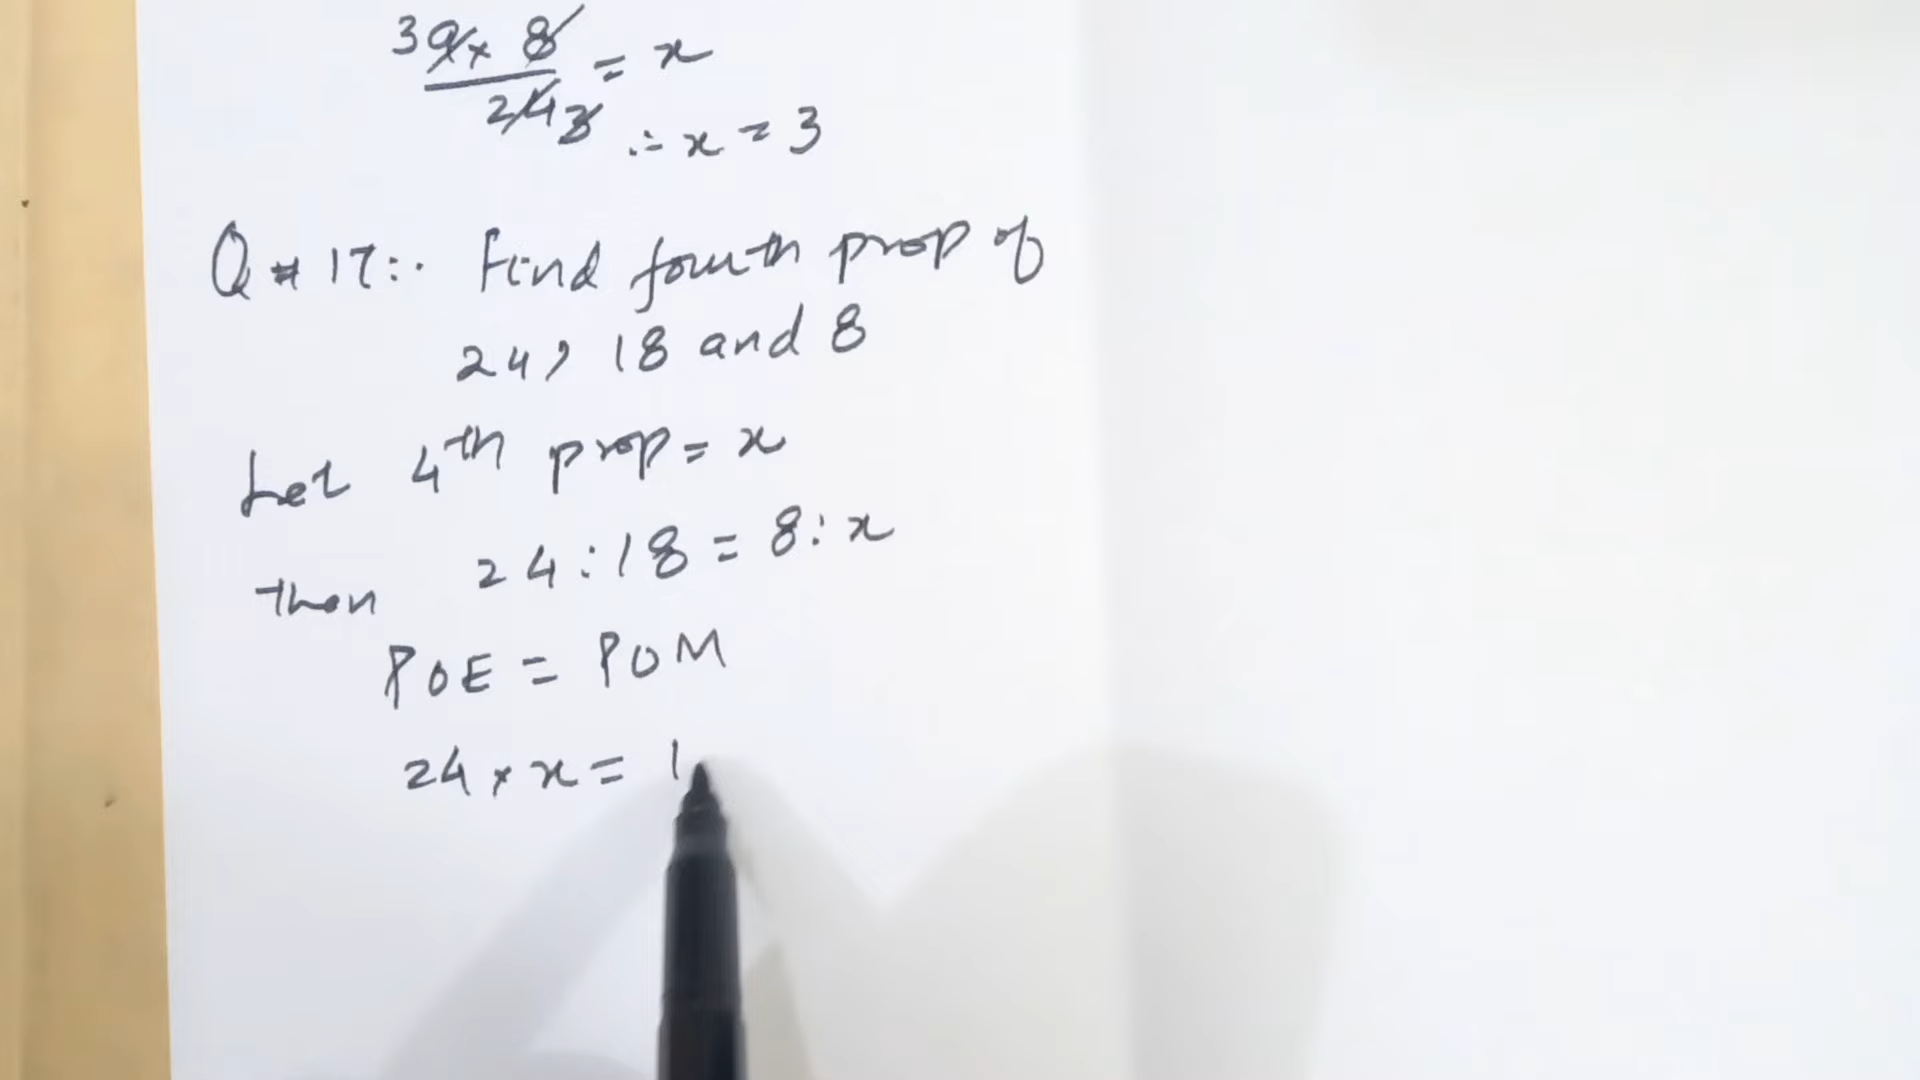 3 9 x 8
24 3 = x
∴ x = 3
Q # 17:. Find fourth prop of
24, 18 and 8
Let 4th prop = x
then 24 : 18 = 8 : x
POE = POM
24 × x = 1